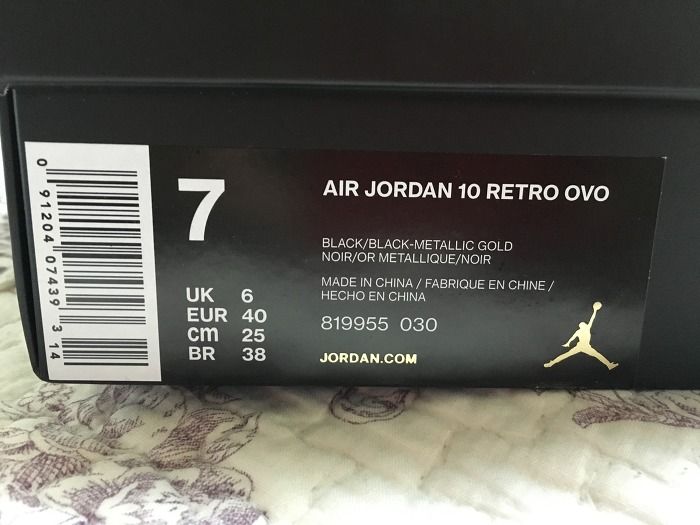 0 91204 07439 3 14
7
UK 6
EUR 40
cm 25
BR 38
AIR JORDAN 10 RETRO OVO
BLACK/BLACK-METALLIC GOLD
NOIR/OR METALLIQUE/NOIR
MADE IN CHINA / FABRIQUE EN CHINE /
HECHO EN CHINA
819955 030
JORDAN.COM